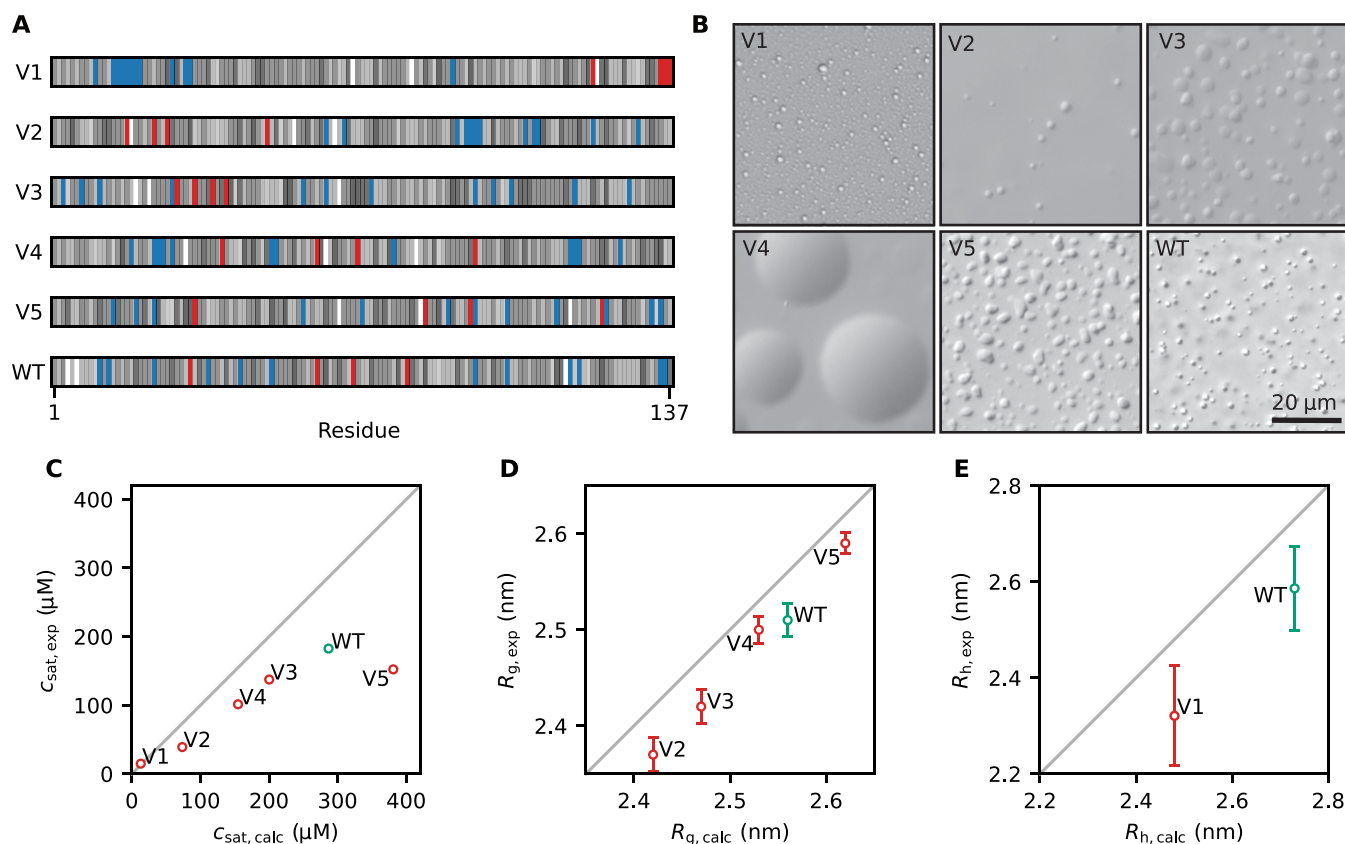 A
V1
V2
V3
V4
V5
WT
1
137
Residue
B
V1
V2
V3
V4
V5
WT
20 μm
C
400
300
200
100
0
0
100
200
300
400
c_sat, exp (μM)
c_sat, calc (μM)
V1
V2
V4
V3
WT
V5
D
2.6
2.5
2.4
2.4
2.5
2.6
R_g, exp (nm)
R_g, calc (nm)
V5
WT
V4
V3
V2
E
2.8
2.6
2.4
2.2
2.2
2.4
2.6
2.8
R_h, exp (nm)
R_h, calc (nm)
WT
V1